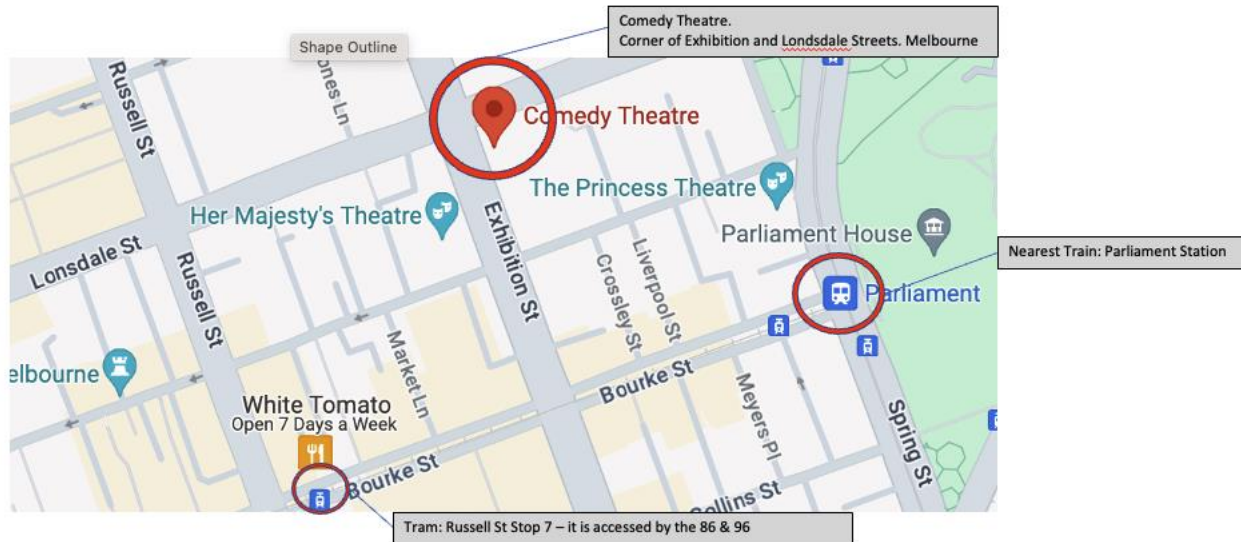 Comedy Theatre.
Corner of Exhibition and Londsdale Streets. Melbourne
Shape Outline
Russell St
ones Ln
Comedy Theatre
The Princess Theatre
Her Majesty's Theatre
Exhibition St
Parliament House
Lonsdale St
Nearest Train: Parliament Station
Russell St
Crossley St
Liverpool St
Parliament
Market Ln
elbourne
Bourke St
White Tomato
Open 7 Days a Week
Meyers Pl
Spring St
Bourke St
ollins St
Tram: Russell St Stop 7 – it is accessed by the 86 & 96